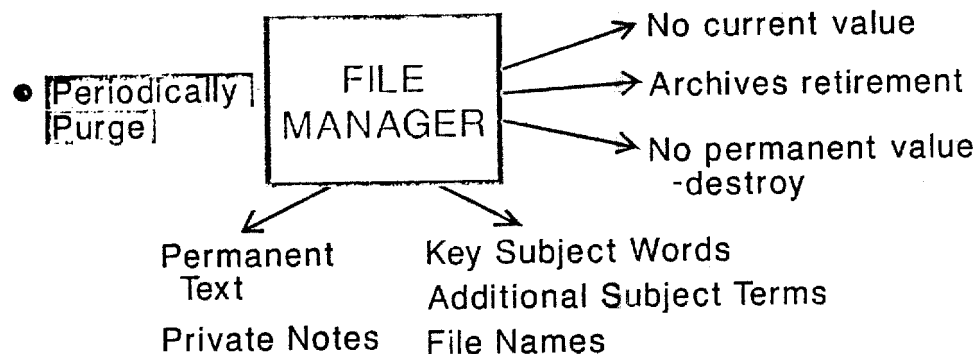 • Periodically
Purge
FILE
MANAGER
No current value
Archives retirement
No permanent value
-destroy
Permanent
Text
Private Notes
Key Subject Words
Additional Subject Terms
File Names